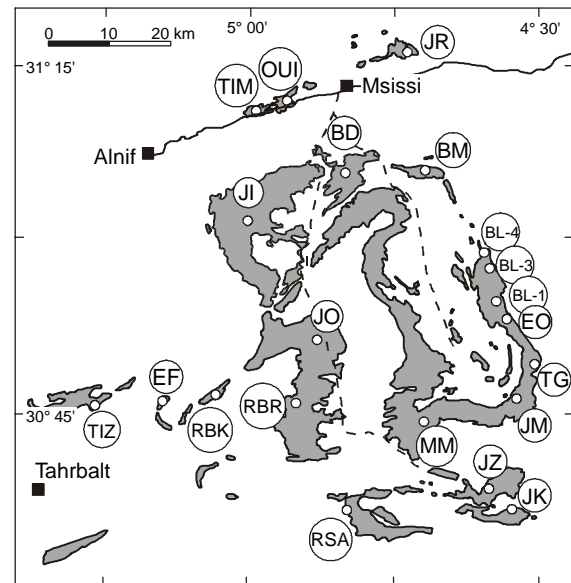 5° 00'
4° 30'
0 10 20 km
JR
31° 15'
OUI
TIM
Msissi
BD
Alnif
BM
JI
BL-4
BL-3
BL-1
EO
JO
TG
EF
RBR
30° 45'
TIZ
RBK
JM
MM
Tahrbalt
JZ
JK
RSA